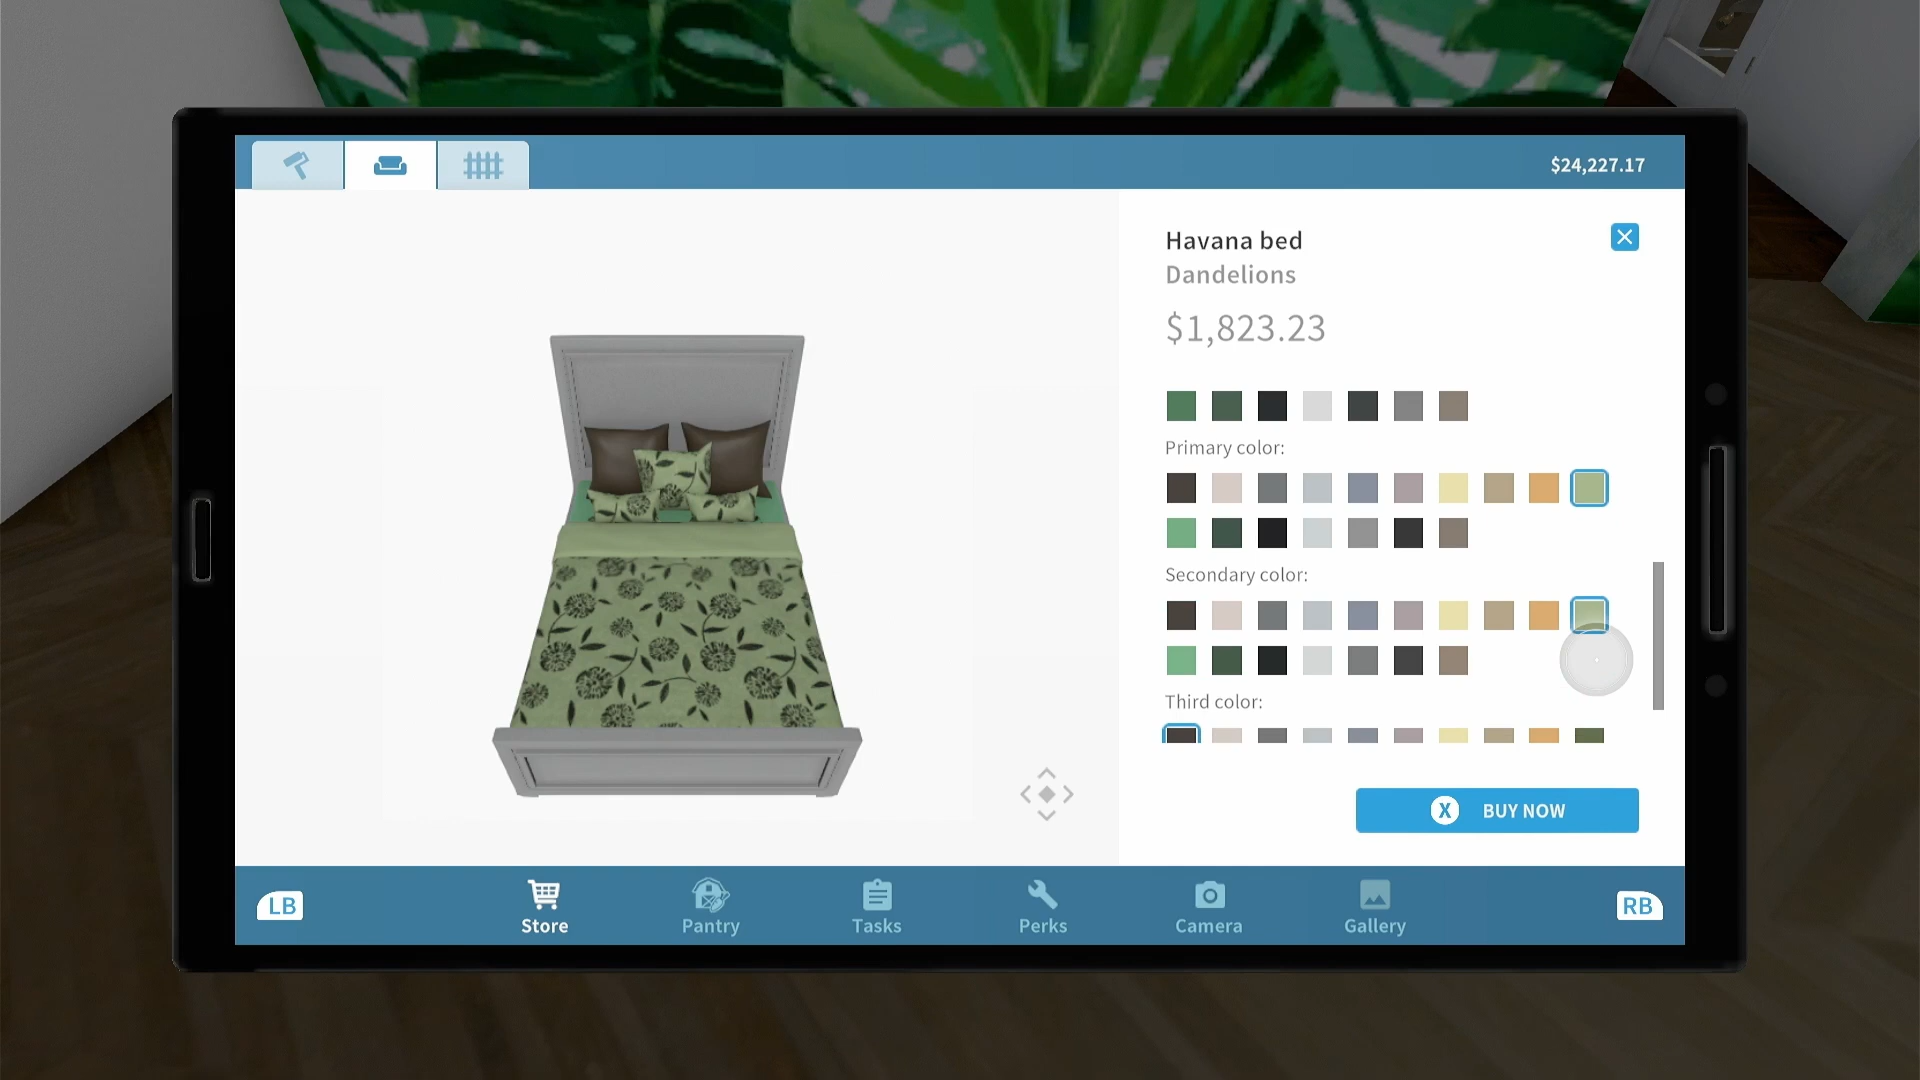 $24,227.17
Havana bed
Dandelions
$1,823.23
Primary color:
Secondary color:
Third color:
X BUY NOW
LB
Store
Pantry
Tasks
Perks
Camera
Gallery
RB